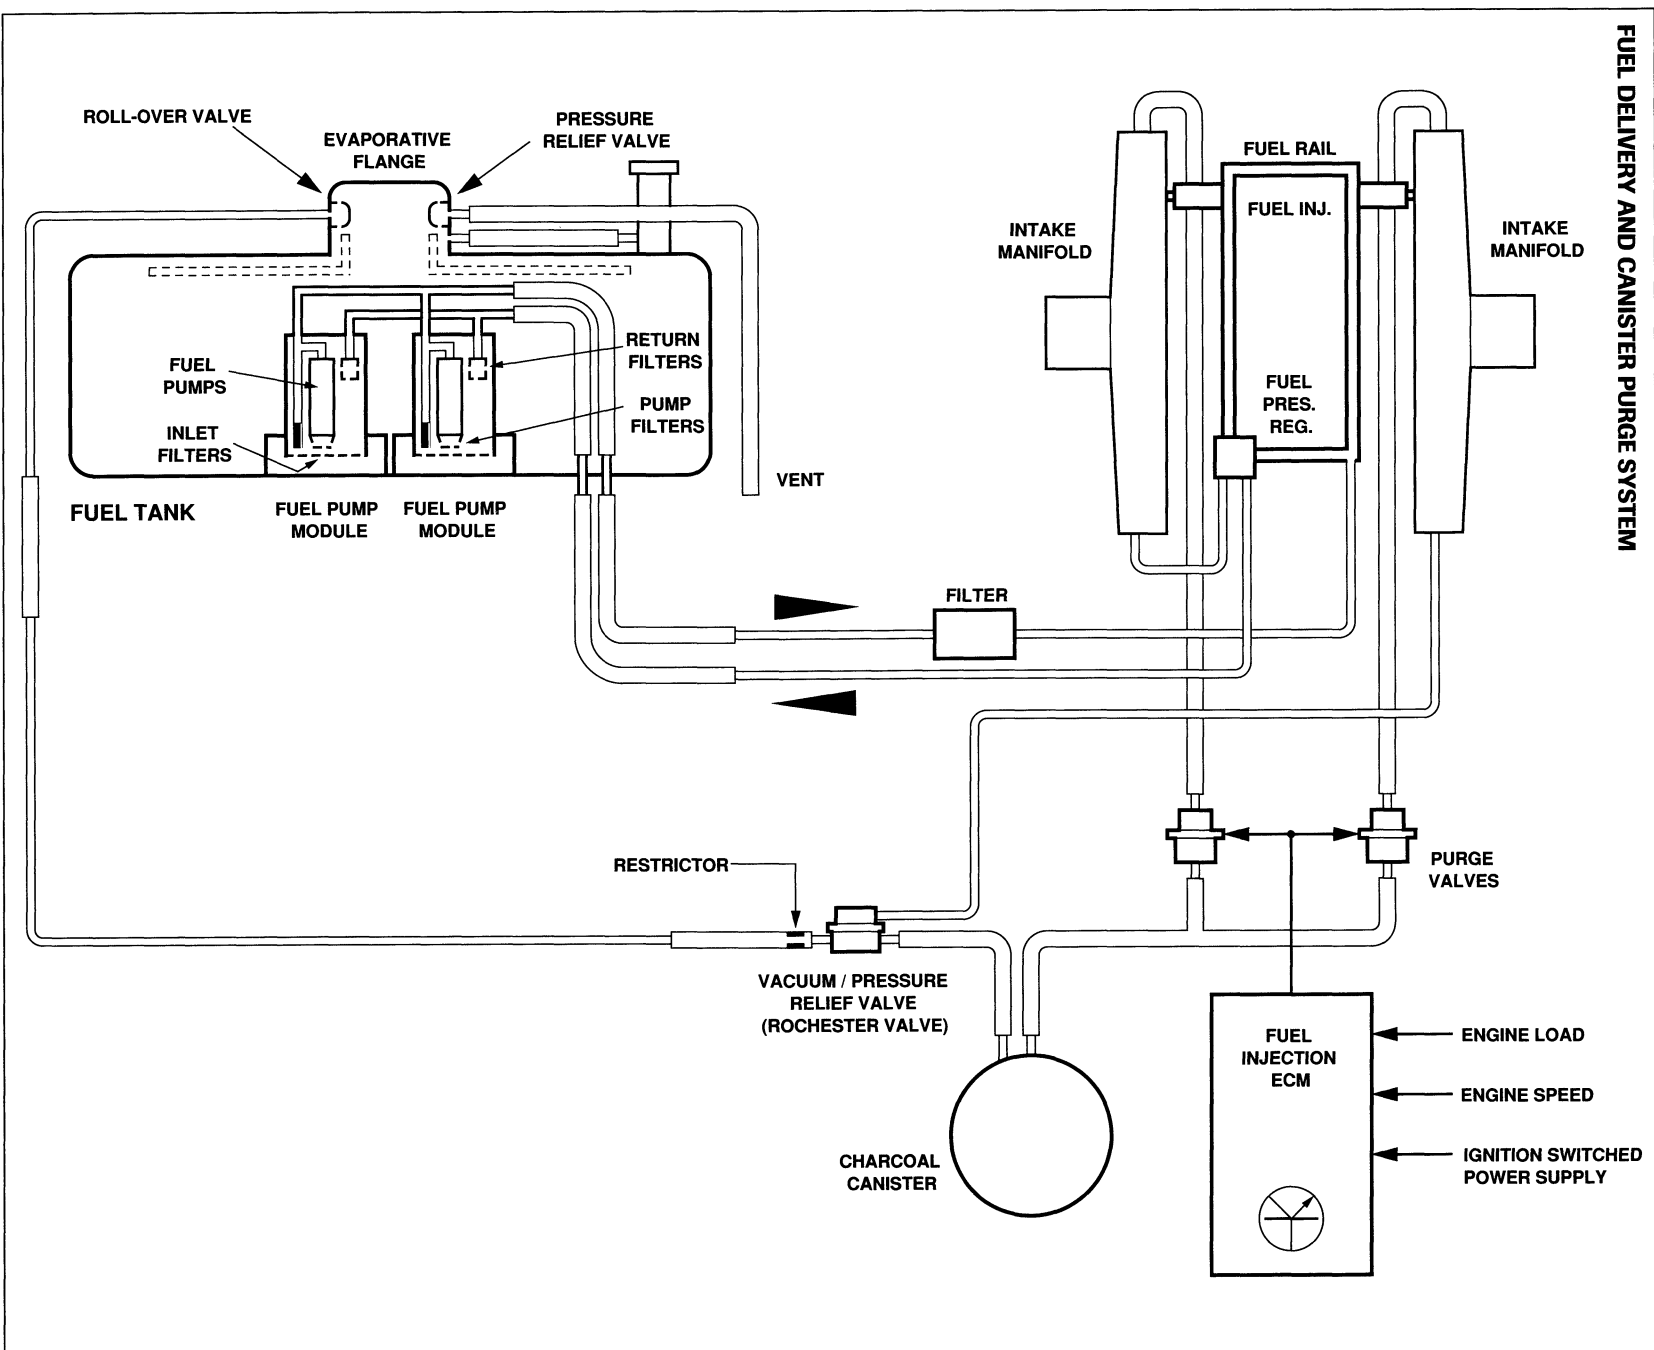 FUEL DELIVERY AND CANISTER PURGE SYSTEM
ROLL-OVER VALVE
EVAPORATIVE
FLANGE
PRESSURE
RELIEF VALVE
FUEL RAIL
FUEL INJ.
INTAKE
MANIFOLD
INTAKE
MANIFOLD
FUEL
PUMPS
RETURN
FILTERS
FUEL
PRES.
REG.
PUMP
FILTERS
INLET
FILTERS
VENT
FUEL TANK
FUEL PUMP
MODULE
FUEL PUMP
MODULE
FILTER
RESTRICTOR
PURGE
VALVES
VACUUM / PRESSURE
RELIEF VALVE
(ROCHESTER VALVE)
FUEL
INJECTION
ECM
ENGINE LOAD
ENGINE SPEED
IGNITION SWITCHED
POWER SUPPLY
CHARCOAL
CANISTER